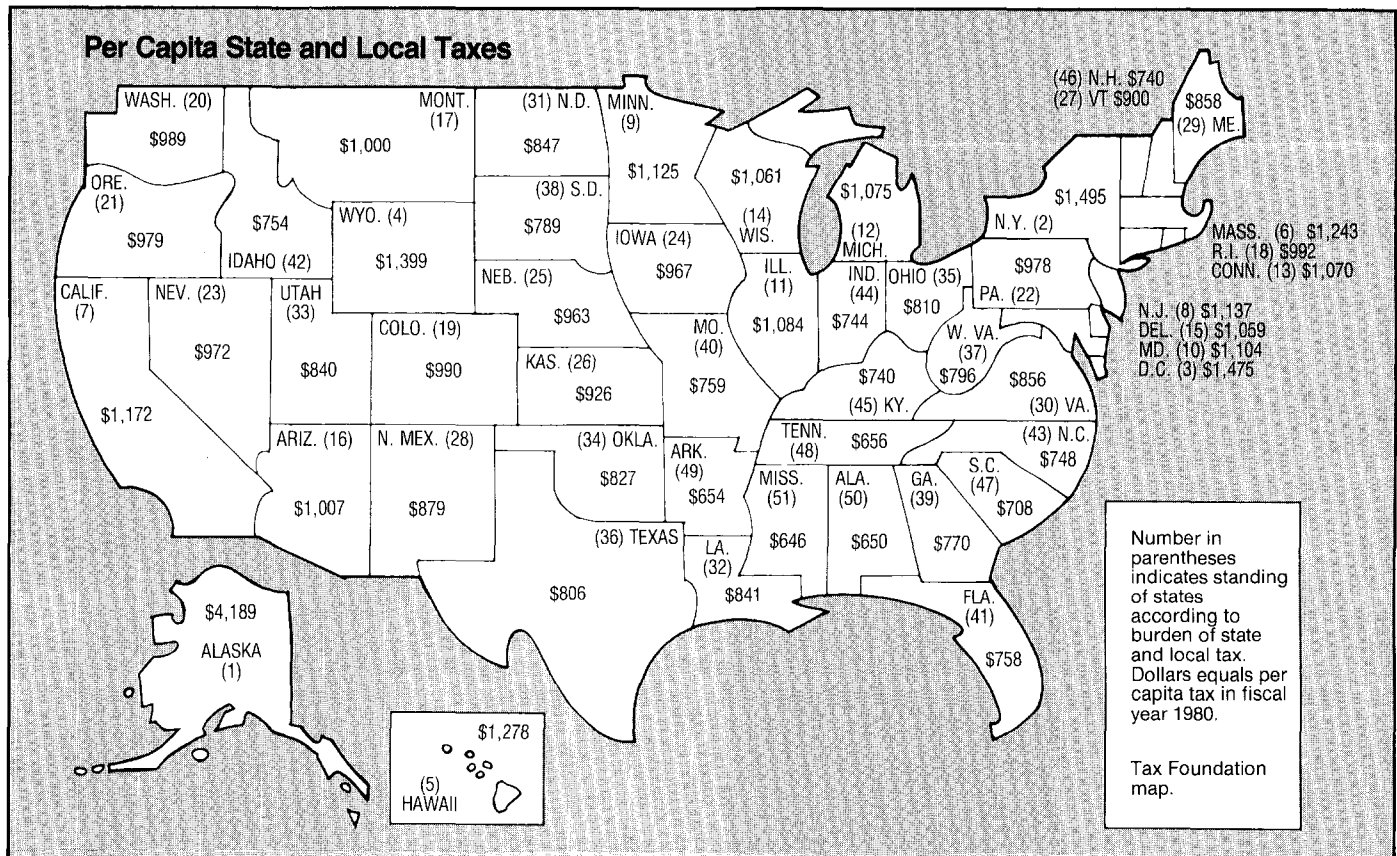 Per Capita State and Local Taxes
(46) N.H. $740
(27) VT $900
$858
(29) ME.
WASH. (20)
$989
MONT.
(17)
$1,000
(31) N.D.
$847
MINN.
(9)
$1,125
ORE.
(21)
$979
$754
IDAHO (42)
WYO. (4)
$1,399
(38) S.D.
$789
$1,061
(14)
WIS.
$1,075
(12)
MICH.
$1,495
N.Y. (2)
MASS. (6) $1,243
R.I. (18) $992
CONN. (13) $1,070
IOWA (24)
$967
NEB. (25)
$963
ILL.
(11)
$1,084
IND.
(44)
$744
OHIO (35)
$810
$978
PA. (22)
N.J. (8) $1,137
DEL. (15) $1,059
MD. (10) $1,104
D.C. (3) $1,475
CALIF.
(7)
$1,172
NEV. (23)
$972
UTAH
(33)
$840
COLO. (19)
$990
KAS. (26)
$926
MO.
(40)
$759
W. VA.
(37)
$796
$740
(45) KY.
$856
(30) VA.
ARIZ. (16)
$1,007
N. MEX. (28)
$879
(34) OKLA.
$827
ARK.
(49)
$654
TENN.
(48)
$656
(43) N.C.
$748
S.C.
(47)
$708
MISS.
(51)
$646
ALA.
(50)
$650
GA.
(39)
$770
(36) TEXAS
$806
LA.
(32)
$841
FLA.
(41)
$758
$4,189
ALASKA
(1)
$1,278
(5)
HAWAII
Number in
parentheses
indicates standing
of states
according to
burden of state
and local tax.
Dollars equals per
capita tax in fiscal
year 1980.
Tax Foundation
map.